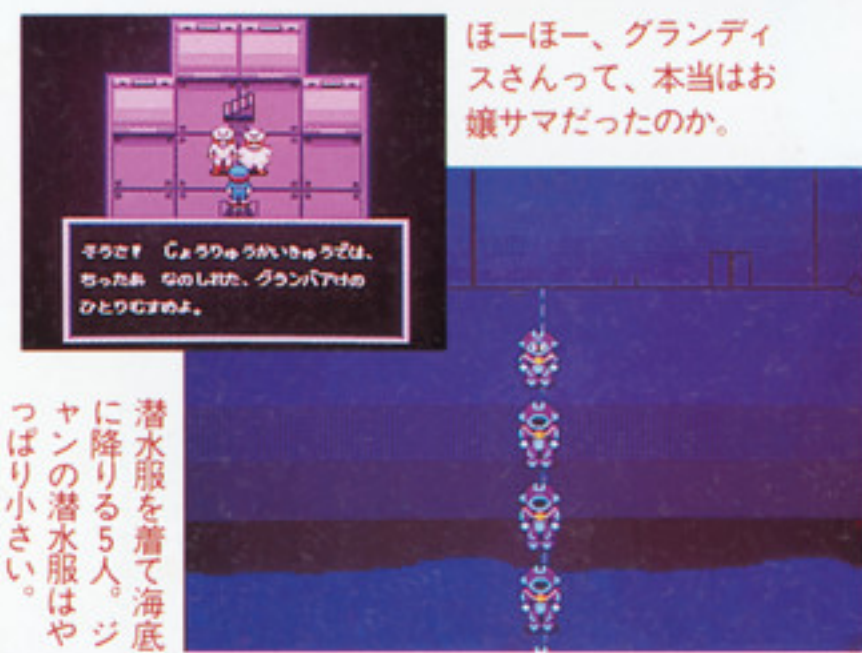 ほーほー、グランディ
スさんって、本当はお
嬢サマだったのか。
そうさ! じょうりゅうかいきゅうでは、
ちったあ なのしれた、グランバアけの
ひとりむすめよ。
潜水服を着て海底
に降りる5人。ジ
ャンの潜水服はや
っぱり小さい。